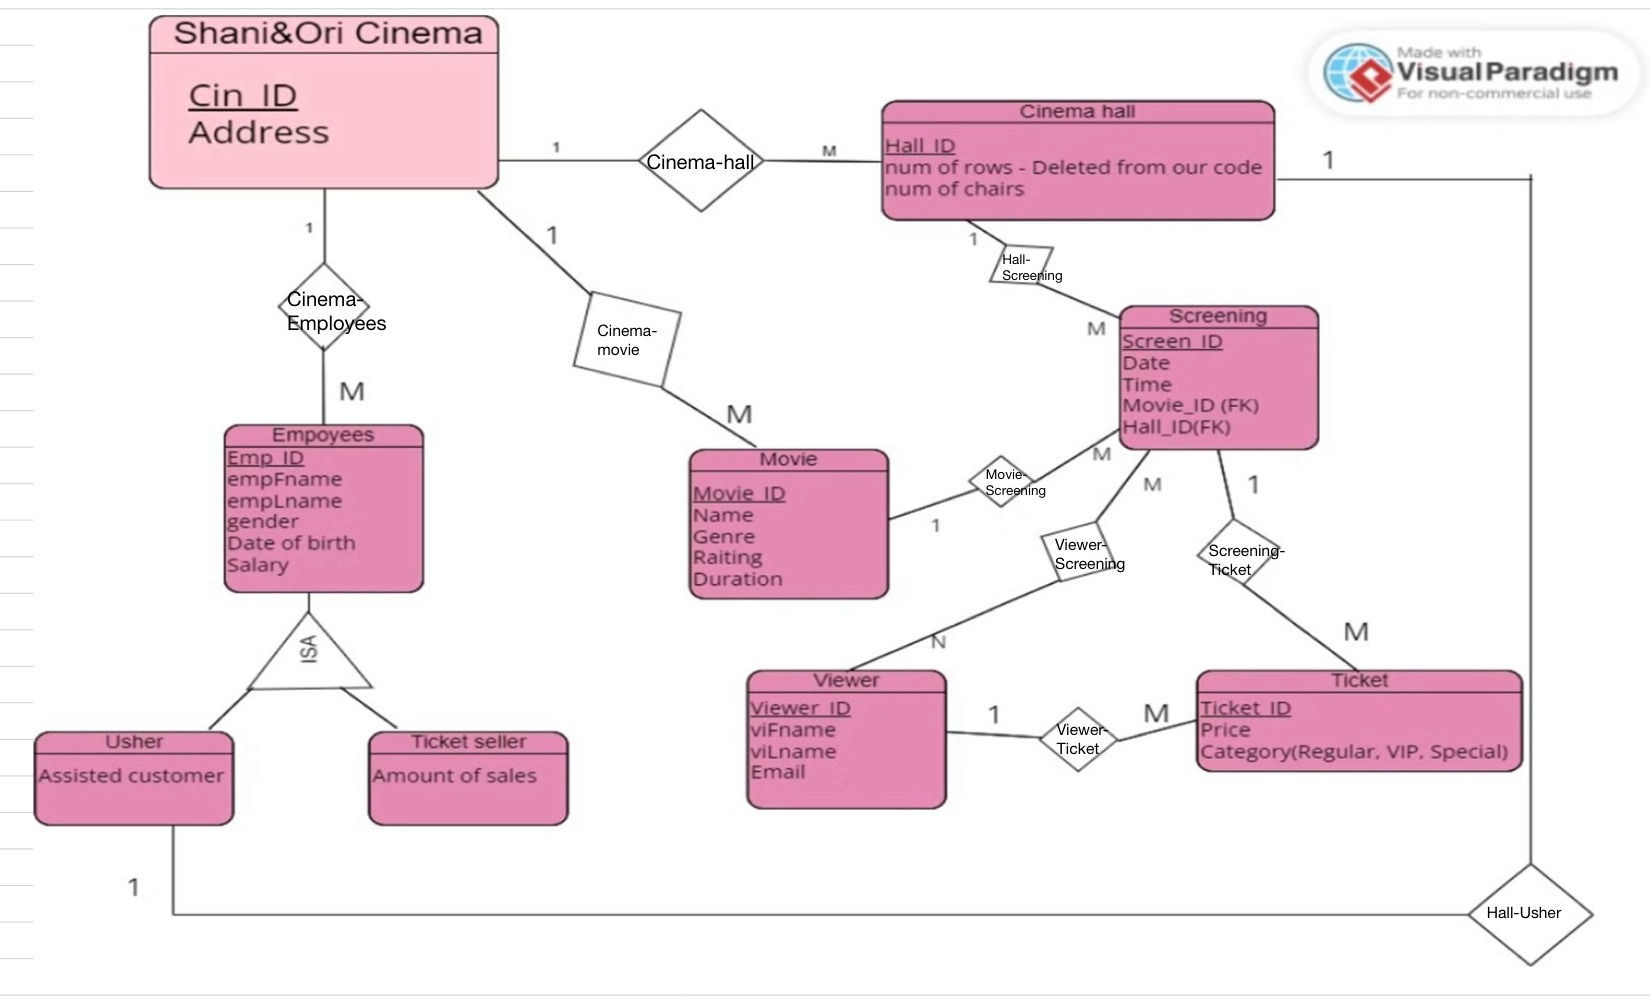 Shani&Ori Cinema
Cin_ID
Address
Made with
Visual Paradigm
For non-commercial use
1
Cinema-hall
M
Cinema hall
Hall_ID
num of rows - Deleted from our code
num of chairs
1
1
Cinema-
Employees
M
1
Cinema-
movie
M
1
Hall-
Screening
M
Screening
Screen_ID
Date
Time
Movie_ID (FK)
Hall_ID(FK)
Empoyees
Emp_ID
empFname
empLname
gender
Date of birth
Salary
Movie
Movie_ID
Name
Genre
Raiting
Duration
1
Movie-
Screening
M
M
Viewer-
Screening
N
1
Screening-
Ticket
M
ISA
Usher
Assisted customer
Ticket seller
Amount of sales
Viewer
Viewer_ID
viFname
viLname
Email
1
Viewer-
Ticket
M
Ticket
Ticket_ID
Price
Category(Regular, VIP, Special)
1
Hall-Usher